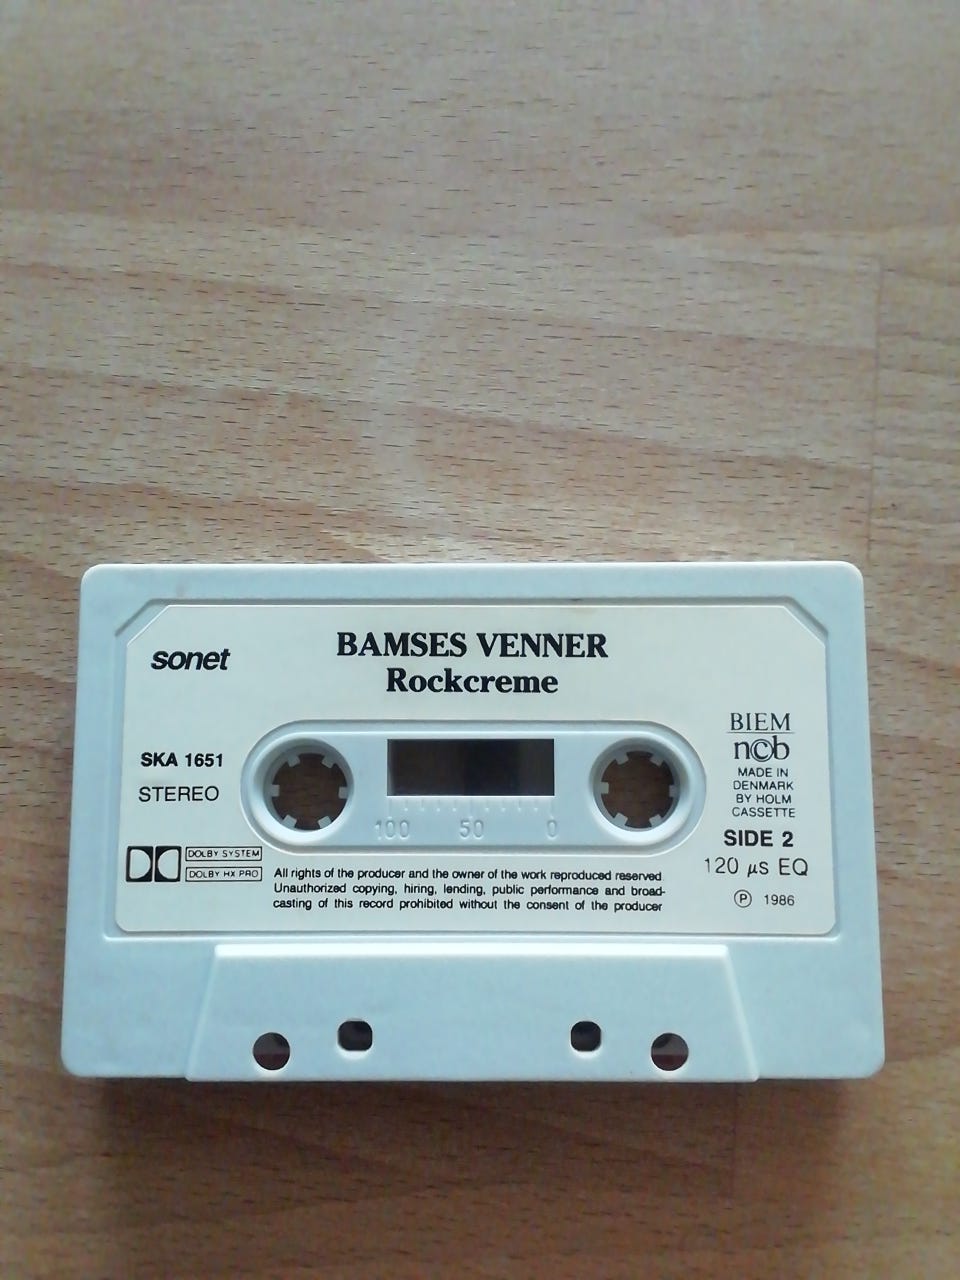 BAMSES VENNER
Rockcreme
sonet
SKA 1651
STEREO
DOLBY SYSTEM
DOLBY HX PRO
100 50 0
BIEM
n©b
MADE IN
DENMARK
BY HOLM
CASSETTE
SIDE 2
120 µs EQ
Ⓟ 1986
All rights of the producer and the owner of the work reproduced reserved
Unauthorized copying, hiring, lending, public performance and broad-
casting of this record prohibited without the consent of the producer